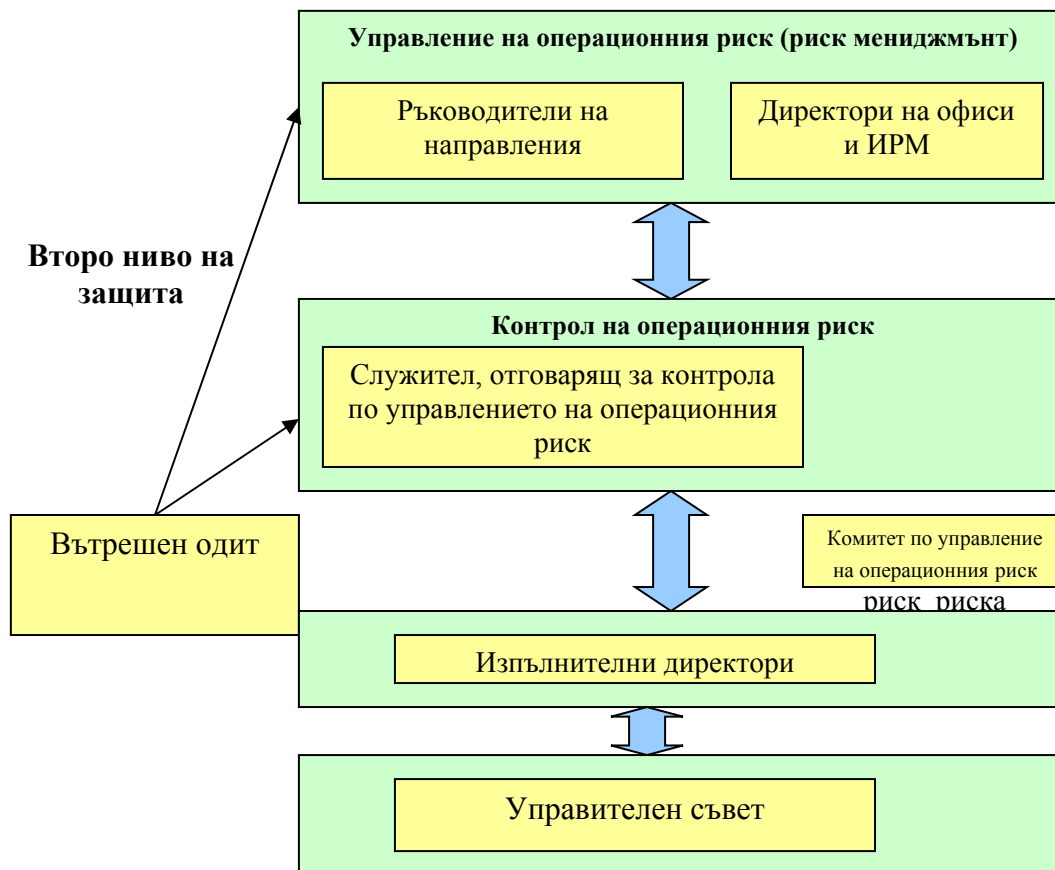 Управление на операционния риск (риск мениджмънт)
Ръководители на
направления
Директори на офиси
и ИРМ
Второ ниво на
защита
Контрол на операционния риск
Служител, отговарящ за контрола
по управлението на операционния
риск
Вътрешен одит
Комитет по управление
на операционния риск
риск риска
Изпълнителни директори
Управителен съвет